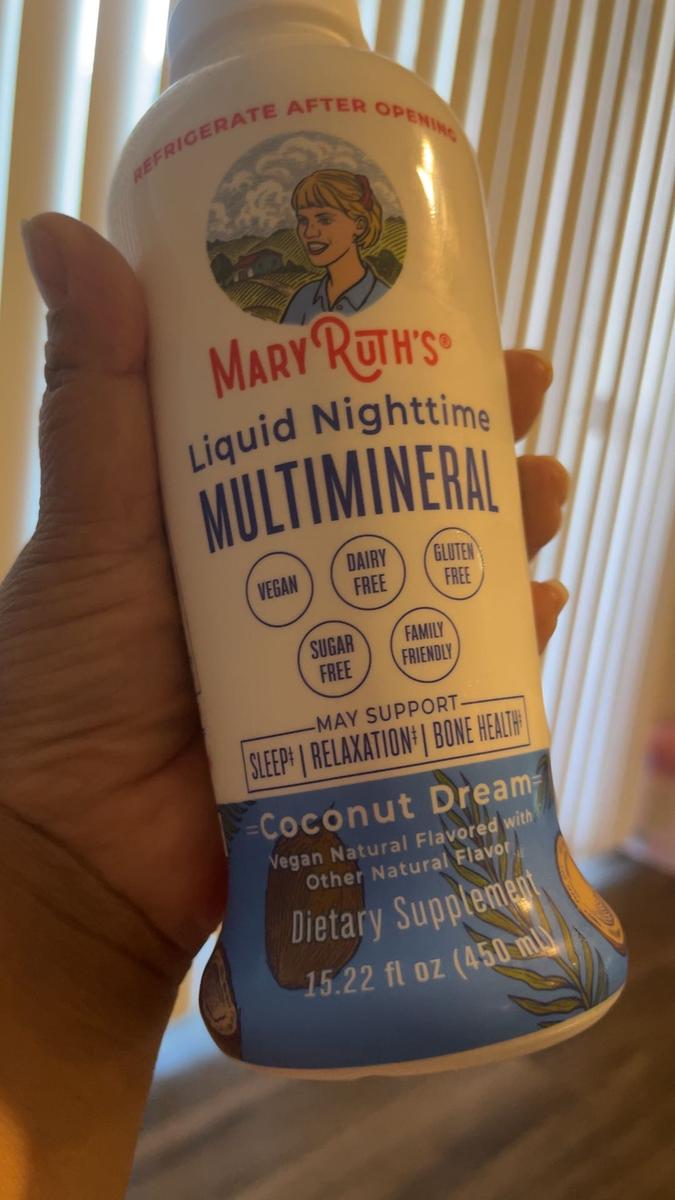 REFRIGERATE AFTER OPENING
MARY RUTH'S®
Liquid Nighttime
MULTIMINERAL
VEGAN
DAIRY
FREE
GLUTEN
FREE
SUGAR
FREE
FAMILY
FRIENDLY
MAY SUPPORT
SLEEP‡ | RELAXATION‡ | BONE HEALTH‡
Coconut Dream
Vegan Natural Flavored with
Other Natural Flavor
Dietary Supplement
15.22 fl oz (450 mL)